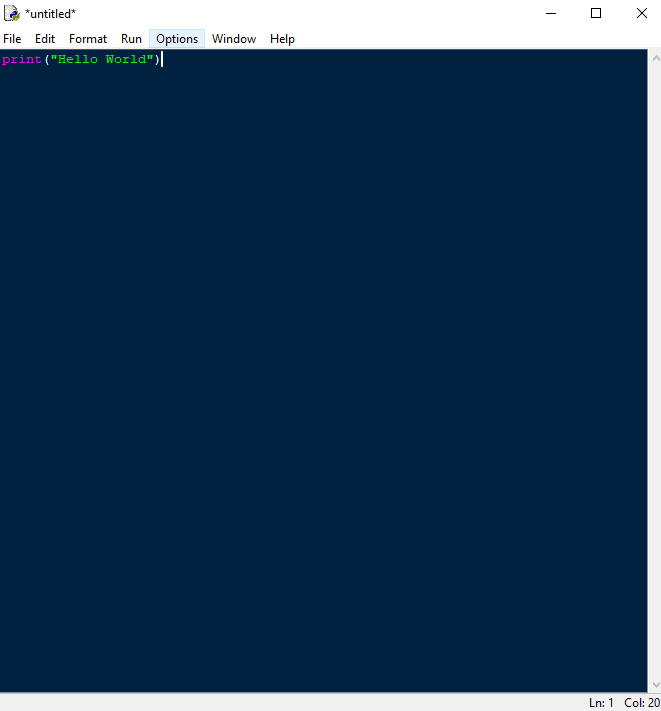 *untitled*
File Edit Format Run Options Window Help
print("Hello World")
Ln: 1 Col: 20